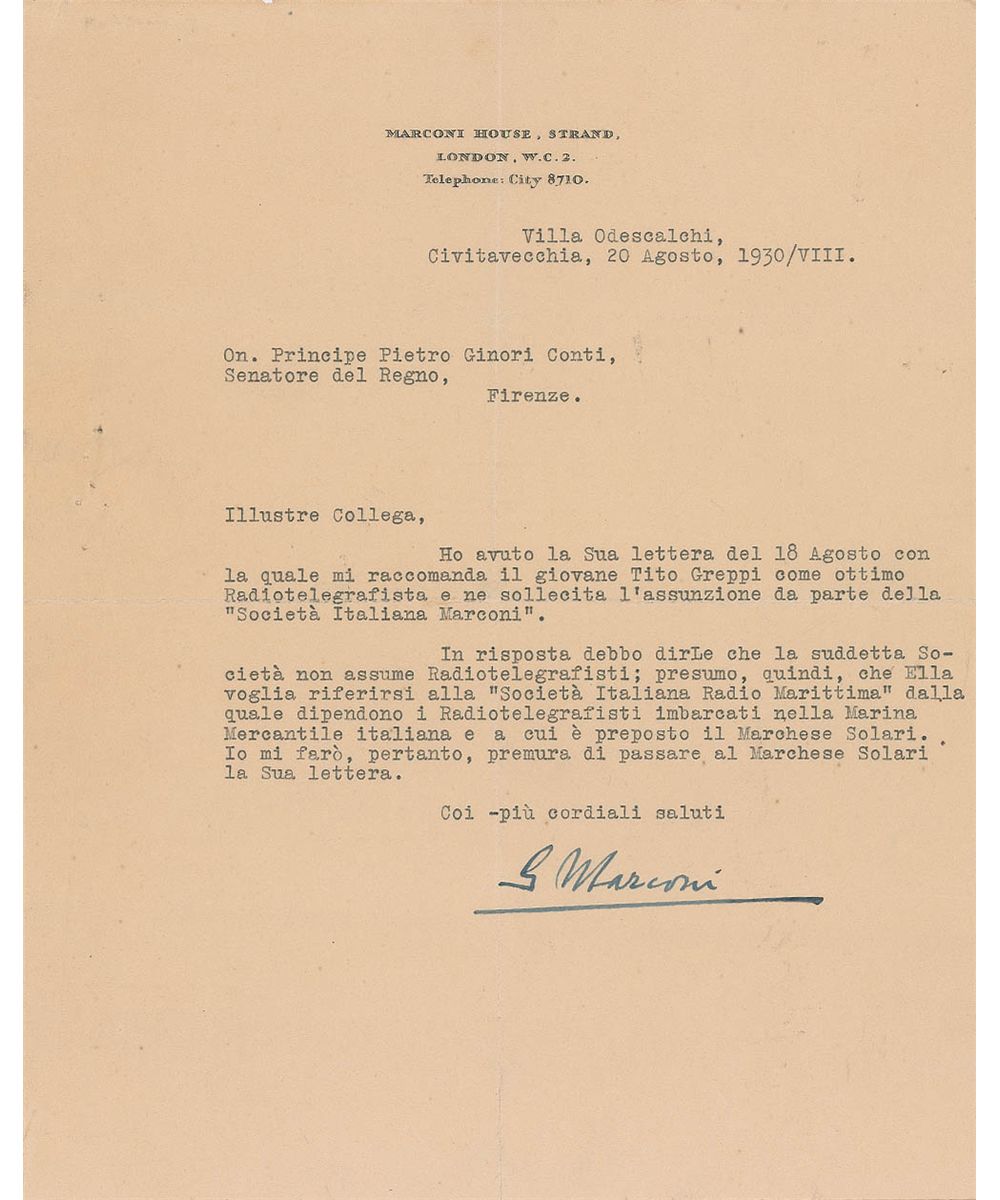 MARCONI HOUSE, STRAND,
LONDON, W.C.2.
Telephone: City 8710.
Villa Odescalchi,
Civitavecchia, 20 Agosto, 1930/VIII.
On. Principe Pietro Ginori Conti,
Senatore del Regno,
Firenze.
Illustre Collega,
Ho avuto la Sua lettera del 18 Agosto con
la quale mi raccomanda il giovane Tito Greppi come ottimo
Radiotelegrafista e ne sollecita l'assunzione da parte della
"Società Italiana Marconi".
In risposta debbo dirLe che la suddetta So-
cietà non assume Radiotelegrafisti; presumo, quindi, che Ella
voglia riferirsi alla "Società Italiana Radio Marittima" dalla
quale dipendono i Radiotelegrafisti imbarcati nella Marina
Mercantile italiana e a cui è preposto il Marchese Solari.
Io mi farò, pertanto, premura di passare al Marchese Solari
la Sua lettera.
Coi -più cordiali saluti
G Marconi